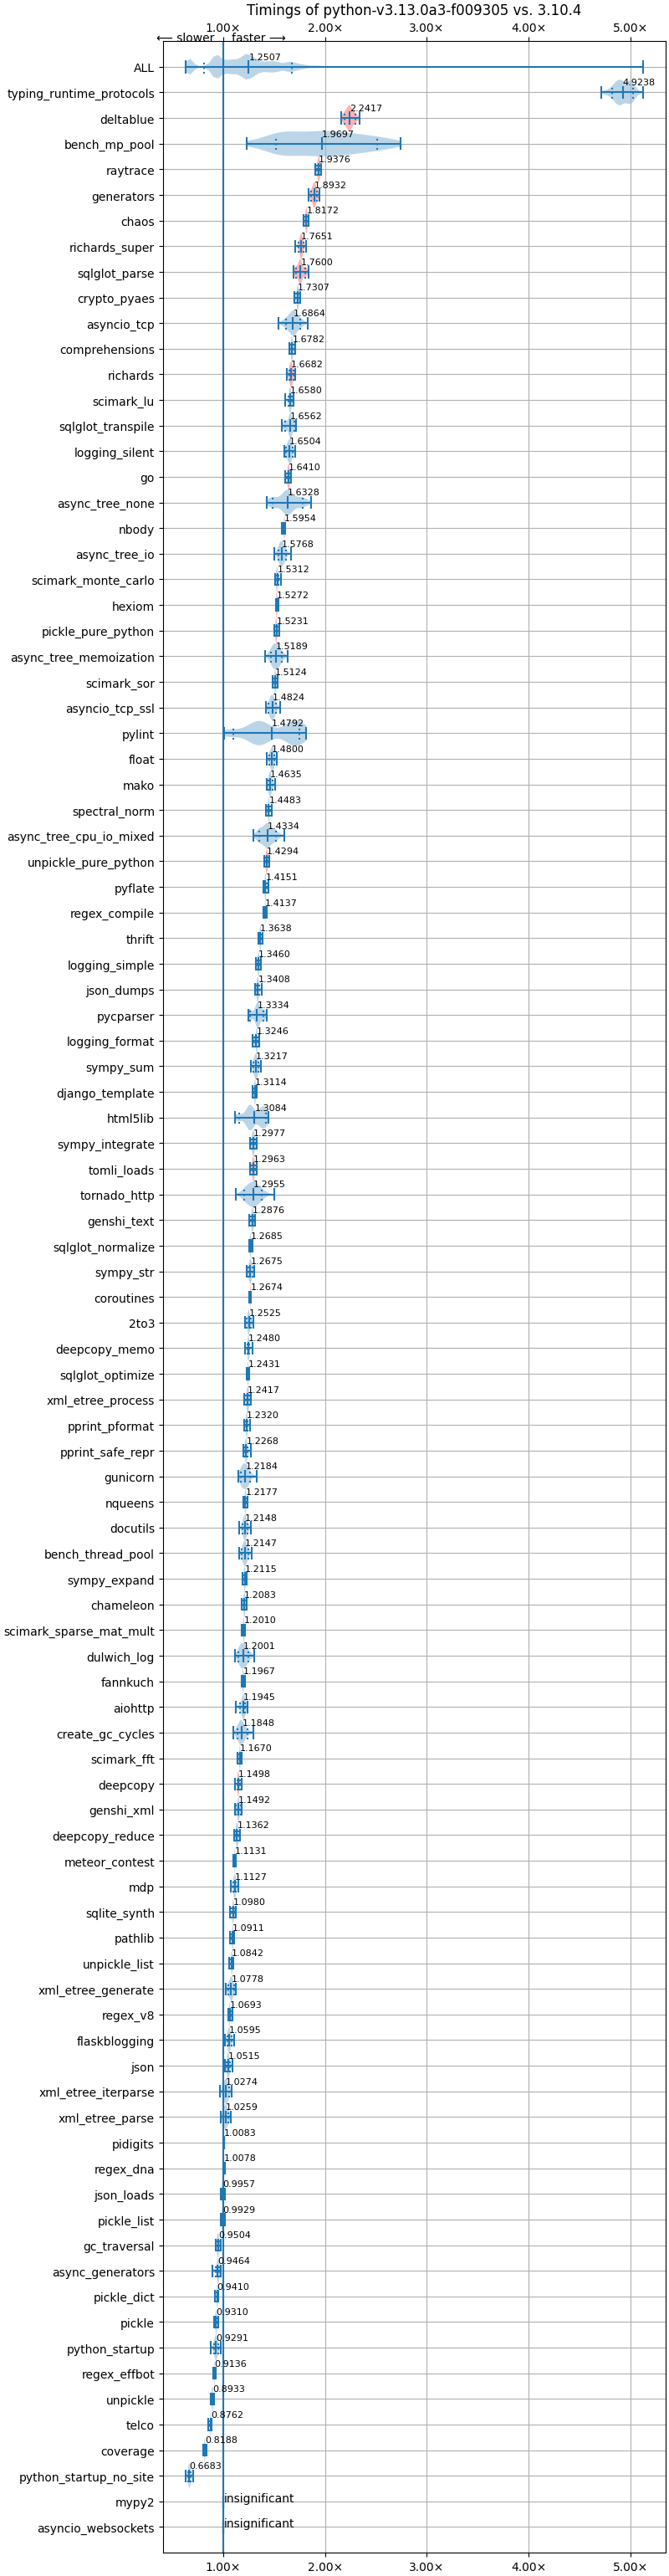 Timings of python-v3.13.0a3-f009305 vs. 3.10.4
1.00× 2.00× 3.00× 4.00× 5.00×
⟵ slower faster ⟶
ALL 1.2507
typing_runtime_protocols 4.9238
deltablue 2.2417
bench_mp_pool 1.9697
raytrace 1.9376
generators 1.8932
chaos 1.8172
richards_super 1.7651
sqlglot_parse 1.7600
crypto_pyaes 1.7307
asyncio_tcp 1.6864
comprehensions 1.6782
richards 1.6682
scimark_lu 1.6580
sqlglot_transpile 1.6562
logging_silent 1.6504
go 1.6410
async_tree_none 1.6328
nbody 1.5954
async_tree_io 1.5768
scimark_monte_carlo 1.5312
hexiom 1.5272
pickle_pure_python 1.5231
async_tree_memoization 1.5189
scimark_sor 1.5124
asyncio_tcp_ssl 1.4824
pylint 1.4792
float 1.4800
mako 1.4635
spectral_norm 1.4483
async_tree_cpu_io_mixed 1.4334
unpickle_pure_python 1.4294
pyflate 1.4151
regex_compile 1.4137
thrift 1.3638
logging_simple 1.3460
json_dumps 1.3408
pycparser 1.3334
logging_format 1.3246
sympy_sum 1.3217
django_template 1.3114
html5lib 1.3084
sympy_integrate 1.2977
tomli_loads 1.2963
tornado_http 1.2955
genshi_text 1.2876
sqlglot_normalize 1.2685
sympy_str 1.2675
coroutines 1.2674
2to3 1.2525
deepcopy_memo 1.2480
sqlglot_optimize 1.2431
xml_etree_process 1.2417
pprint_pformat 1.2320
pprint_safe_repr 1.2268
gunicorn 1.2184
nqueens 1.2177
docutils 1.2148
bench_thread_pool 1.2147
sympy_expand 1.2115
chameleon 1.2083
scimark_sparse_mat_mult 1.2010
dulwich_log 1.2001
fannkuch 1.1967
aiohttp 1.1945
create_gc_cycles 1.1848
scimark_fft 1.1670
deepcopy 1.1498
genshi_xml 1.1492
deepcopy_reduce 1.1362
meteor_contest 1.1131
mdp 1.1127
sqlite_synth 1.0980
pathlib 1.0911
unpickle_list 1.0842
xml_etree_generate 1.0778
regex_v8 1.0693
flaskblogging 1.0595
json 1.0515
xml_etree_iterparse 1.0274
xml_etree_parse 1.0259
pidigits 1.0083
regex_dna 1.0078
json_loads 0.9957
pickle_list 0.9929
gc_traversal 0.9504
async_generators 0.9464
pickle_dict 0.9410
pickle 0.9310
python_startup 0.9291
regex_effbot 0.9136
unpickle 0.8933
telco 0.8762
coverage 0.8188
python_startup_no_site 0.6683
mypy2 insignificant
asyncio_websockets insignificant
1.00× 2.00× 3.00× 4.00× 5.00×